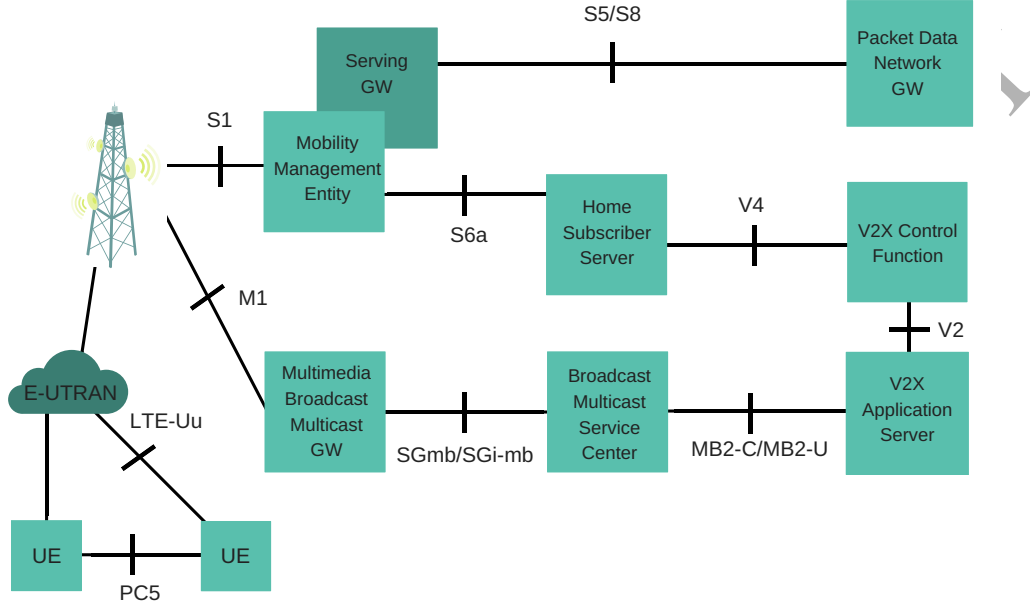 S5/S8
Serving
GW
Packet Data
Network
GW
S1
Mobility
Management
Entity
S6a
Home
Subscriber
Server
V4
V2X Control
Function
M1
V2
E-UTRAN
LTE-Uu
Multimedia
Broadcast
Multicast
GW
SGmb/SGi-mb
Broadcast
Multicast
Service
Center
MB2-C/MB2-U
V2X
Application
Server
UE
UE
PC5